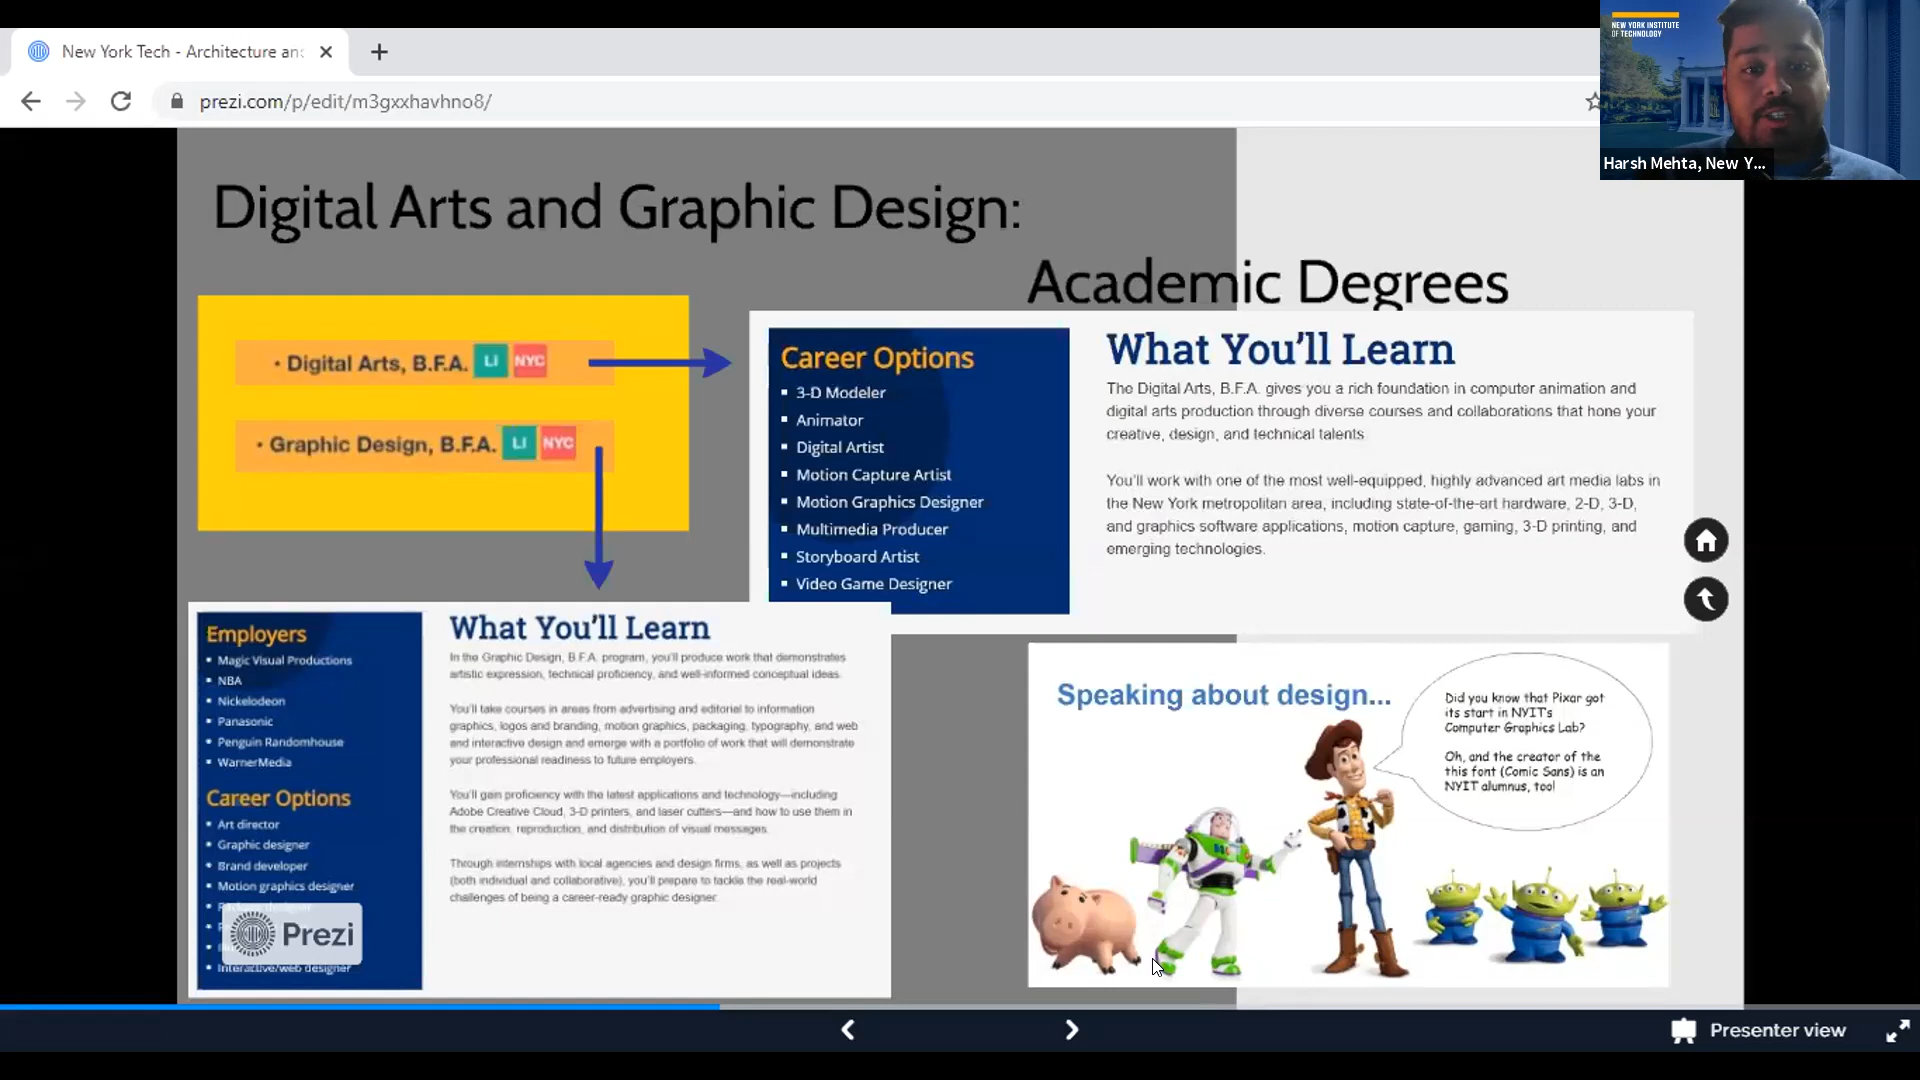 New York Tech - Architecture an
prezi.com/p/edit/m3gxxhavhno8/
NEW YORK INSTITUTE
OF TECHNOLOGY
Harsh Mehta, New Y...
Digital Arts and Graphic Design:
Academic Degrees
• Digital Arts, B.F.A. LI NYC
• Graphic Design, B.F.A. LI NYC
Career Options
▪ 3-D Modeler
▪ Animator
▪ Digital Artist
▪ Motion Capture Artist
▪ Motion Graphics Designer
▪ Multimedia Producer
▪ Storyboard Artist
▪ Video Game Designer
What You'll Learn
The Digital Arts, B.F.A. gives you a rich foundation in computer animation and
digital arts production through diverse courses and collaborations that hone your
creative, design, and technical talents.
You'll work with one of the most well-equipped, highly advanced art media labs in
the New York metropolitan area, including state-of-the-art hardware, 2-D, 3-D,
and graphics software applications, motion capture, gaming, 3-D printing, and
emerging technologies.
Employers
• Magic Visual Productions
• NBA
• Nickelodeon
• Panasonic
• Penguin Randomhouse
• WarnerMedia
Career Options
• Art director
• Graphic designer
• Brand developer
• Motion graphics designer
• Interactive/web designer
Prezi
What You'll Learn
In the Graphic Design, B.F.A. program, you'll produce work that demonstrates
artistic expression, technical proficiency, and well-informed conceptual ideas.
You'll take courses in areas from advertising and editorial to information
graphics, logos and branding, motion graphics, packaging, typography, and web
and interactive design and emerge with a portfolio of work that will demonstrate
your professional readiness to future employers.
You'll gain proficiency with the latest applications and technology—including
Adobe Creative Cloud, 3-D printers, and laser cutters—and how to use them in
the creation, reproduction, and distribution of visual messages.
Through internships with local agencies and design firms, as well as projects
(both individual and collaborative), you'll prepare to tackle the real-world
challenges of being a career-ready graphic designer.
Speaking about design...
Did you know that Pixar got
its start in NYIT's
Computer Graphics Lab?
Oh, and the creator of the
this font (Comic Sans) is an
NYIT alumnus, too!
Presenter view